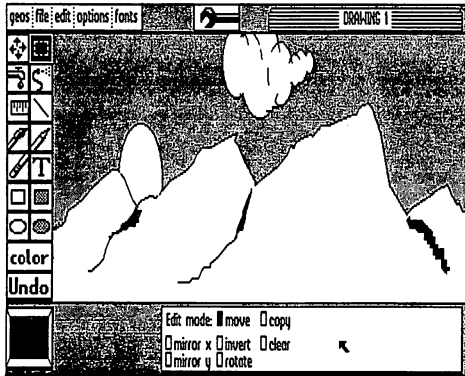 geos file edit options fonts DRAWING 1
T
color
Undo
Edit mode: move copy
mirror x invert clear
mirror y rotate